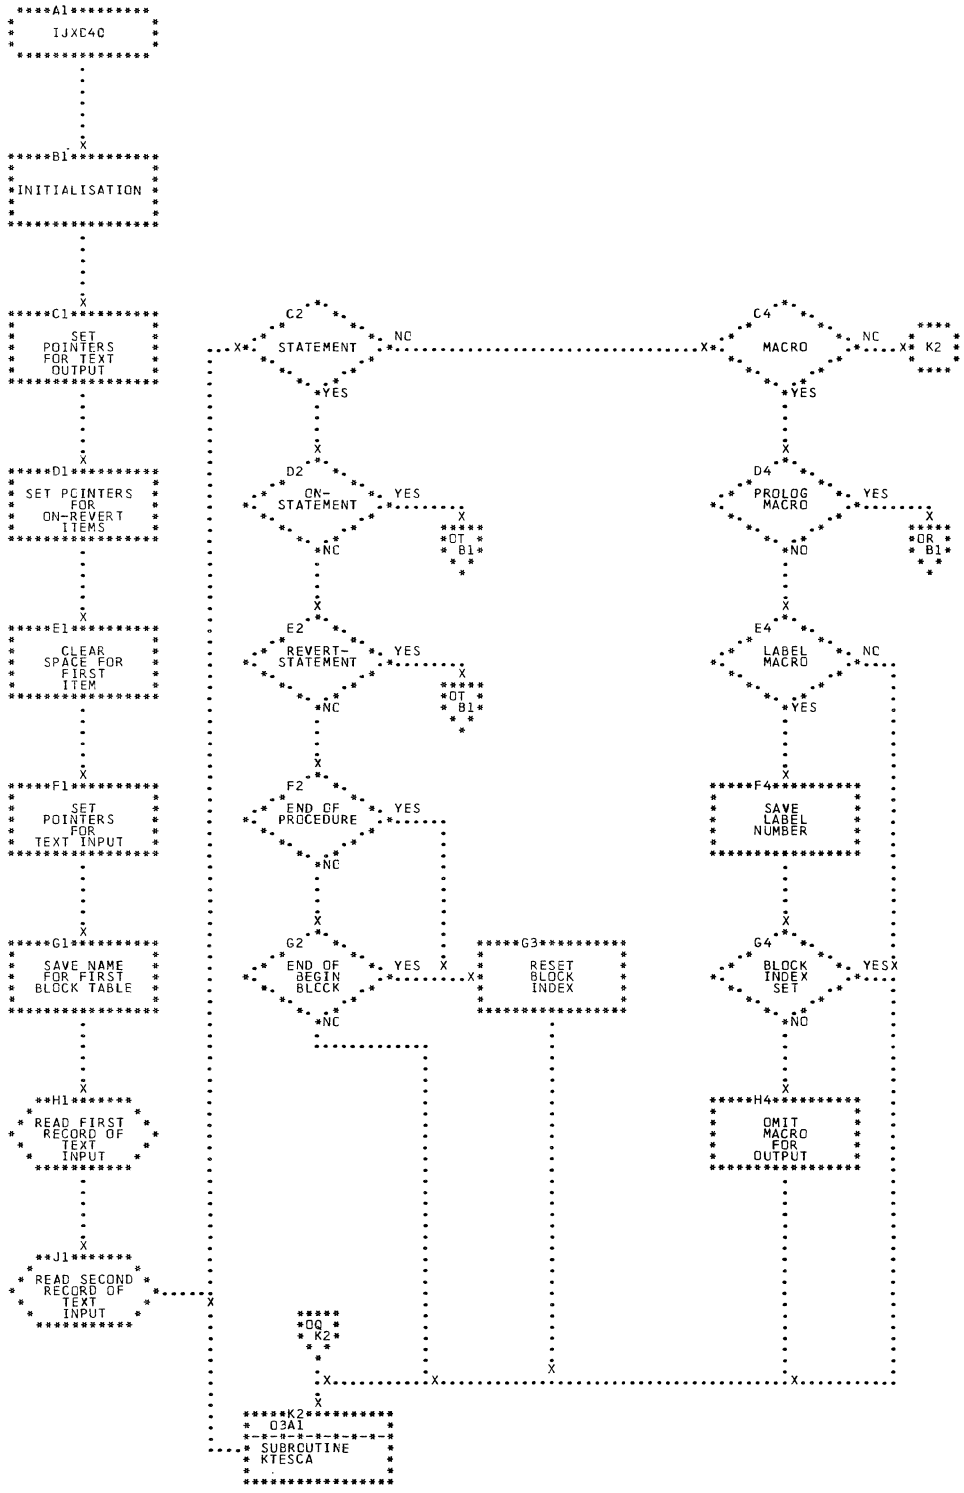 A1
IJXC40
B1
INITIALISATION
C1
SET
POINTERS
FOR TEXT
OUTPUT
D1
SET POINTERS
FOR
ON-REVERT
ITEMS
E1
CLEAR
SPACE FOR
FIRST
ITEM
F1
SET
POINTERS
FOR
TEXT INPUT
G1
SAVE NAME
FOR FIRST
BLOCK TABLE
H1
READ FIRST
RECORD OF
TEXT
INPUT
J1
READ SECOND
RECORD OF
TEXT
INPUT
C2
STATEMENT
NO
YES
D2
ON-
STATEMENT
YES
OT
B1
NO
E2
REVERT-
STATEMENT
YES
OT
B1
NO
F2
END OF
PROCEDURE
YES
NO
G2
END OF
BEGIN
BLOCK
YES
NO
G3
RESET
BLOCK
INDEX
OQ
K2
K2
O3A1
SUBROUTINE
KTESCA
C4
MACRO
NO
K2
YES
D4
PROLOG
MACRO
YES
OR
B1
NO
E4
LABEL
MACRO
NO
YES
F4
SAVE
LABEL
NUMBER
G4
BLOCK
INDEX
SET
YES
NO
H4
OMIT
MACRO
FOR
OUTPUT